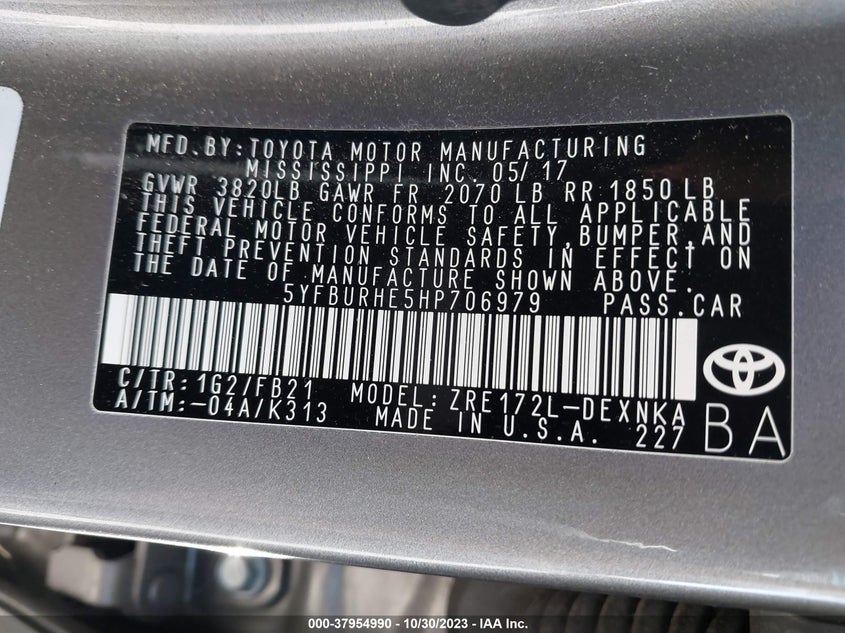 MFD.BY:TOYOTA MOTOR MANUFACTURING
MISSISSIPPI INC. 05/17
GVWR 3820LB GAWR FR 2070 LB RR 1850 LB
THIS VEHICLE CONFORMS TO ALL APPLICABLE
FEDERAL MOTOR VEHICLE SAFETY,BUMPER,AND
THEFT PREVENTION STANDARDS IN EFFECT ON
THE DATE OF MANUFACTURE SHOWN ABOVE.
5YFBURHE5HP706979 PASS.CAR
C/TR:1G2/FB21 MODEL:ZRE172L-DEXNKA
A/TM:-04A/K313 MADE IN U.S.A. 227 BA
000-37954990 - 10/30/2023 - IAA Inc.